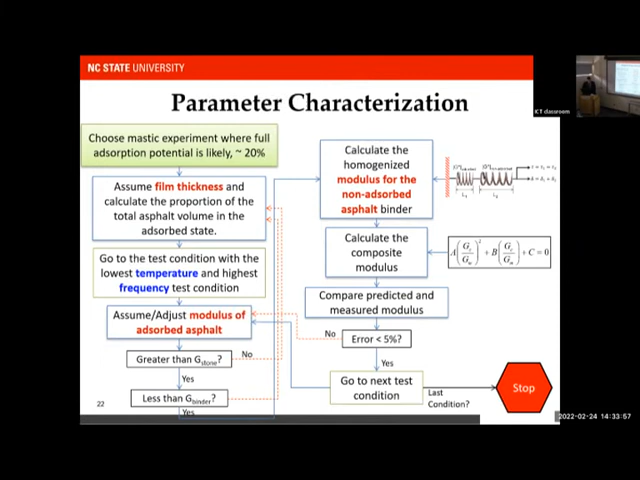 NC STATE UNIVERSITY
Parameter Characterization
Choose mastic experiment where full
adsorption potential is likely, ~ 20%
Assume film thickness and
calculate the proportion of the
total asphalt volume in the
adsorbed state.
Go to the test condition with the
lowest temperature and highest
frequency test condition
Assume/Adjust modulus of
adsorbed asphalt
Greater than Gstone?
No
Yes
Less than Gbinder?
Yes
22
Calculate the
homogenized
modulus for the
non-adsorbed
asphalt binder
Calculate the
composite
modulus
Compare predicted and
measured modulus
No
Error < 5%?
Yes
Go to next test
condition
Last
Condition?
Stop
ICT classroom
2022-02-24 14:33:57